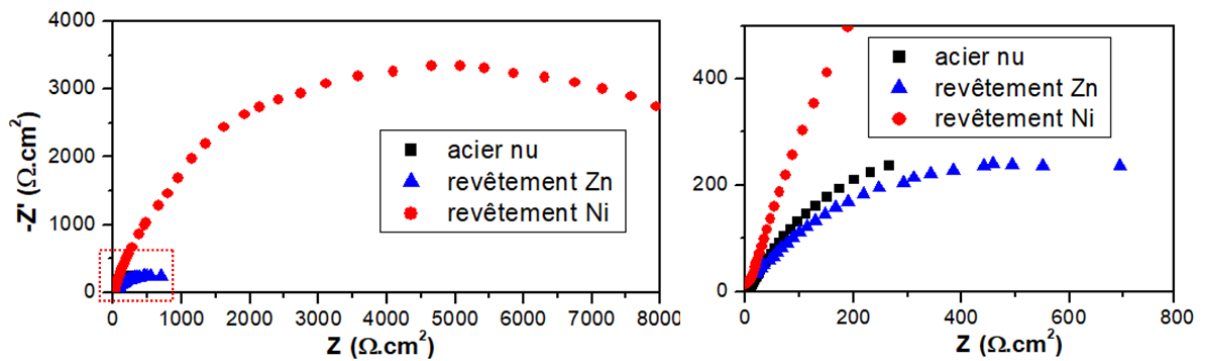 4000
3000
2000
1000
0
-Z' (Ω.cm²)
0 1000 2000 3000 4000 5000 6000 7000 8000
Z (Ω.cm²)
acier nu
revêtement Zn
revêtement Ni
400
200
0
0 200 400 600 800
Z (Ω.cm²)
acier nu
revêtement Zn
revêtement Ni